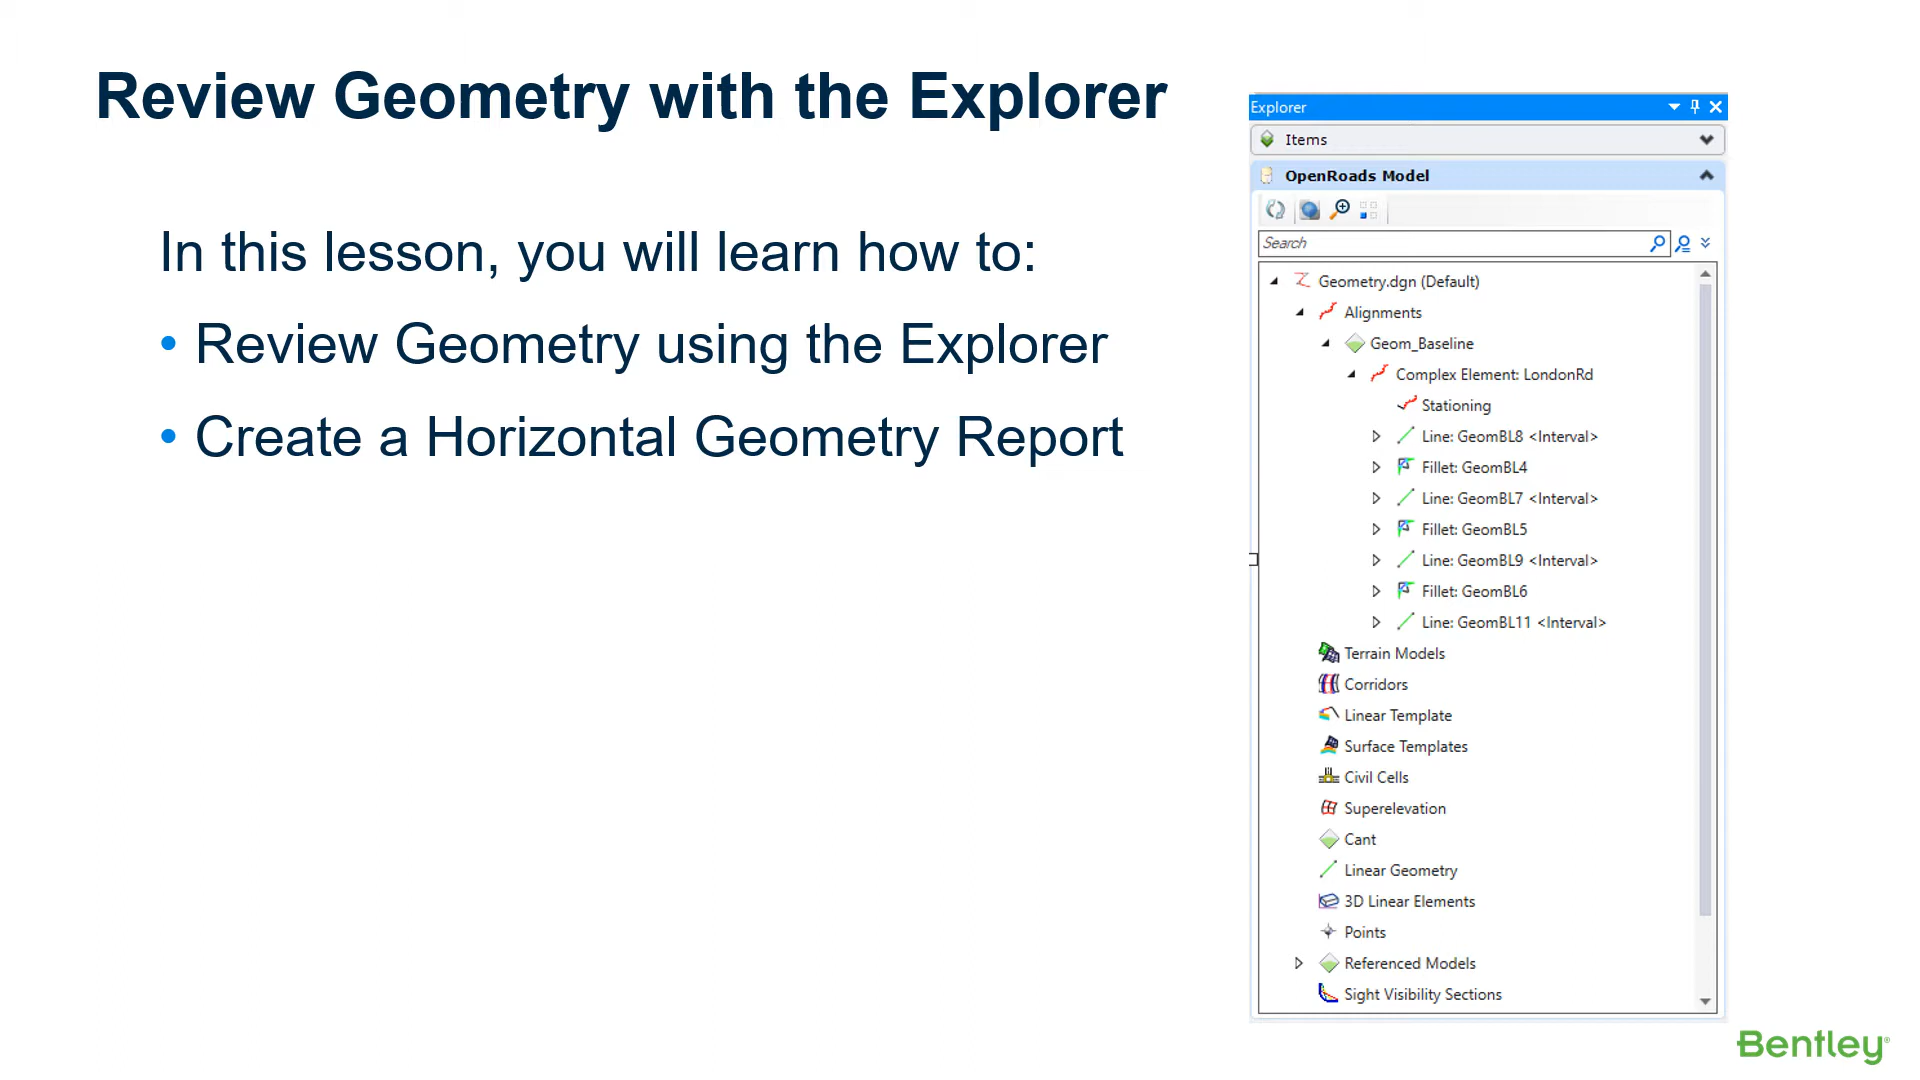 Review Geometry with the Explorer
In this lesson, you will learn how to:
• Review Geometry using the Explorer
• Create a Horizontal Geometry Report
Explorer
Items
OpenRoads Model
Search
Geometry.dgn (Default)
Alignments
Geom_Baseline
Complex Element: LondonRd
Stationing
Line: GeomBL8 <Interval>
Fillet: GeomBL4
Line: GeomBL7 <Interval>
Fillet: GeomBL5
Line: GeomBL9 <Interval>
Fillet: GeomBL6
Line: GeomBL11 <Interval>
Terrain Models
Corridors
Linear Template
Surface Templates
Civil Cells
Superelevation
Cant
Linear Geometry
3D Linear Elements
Points
Referenced Models
Sight Visibility Sections
Bentley®